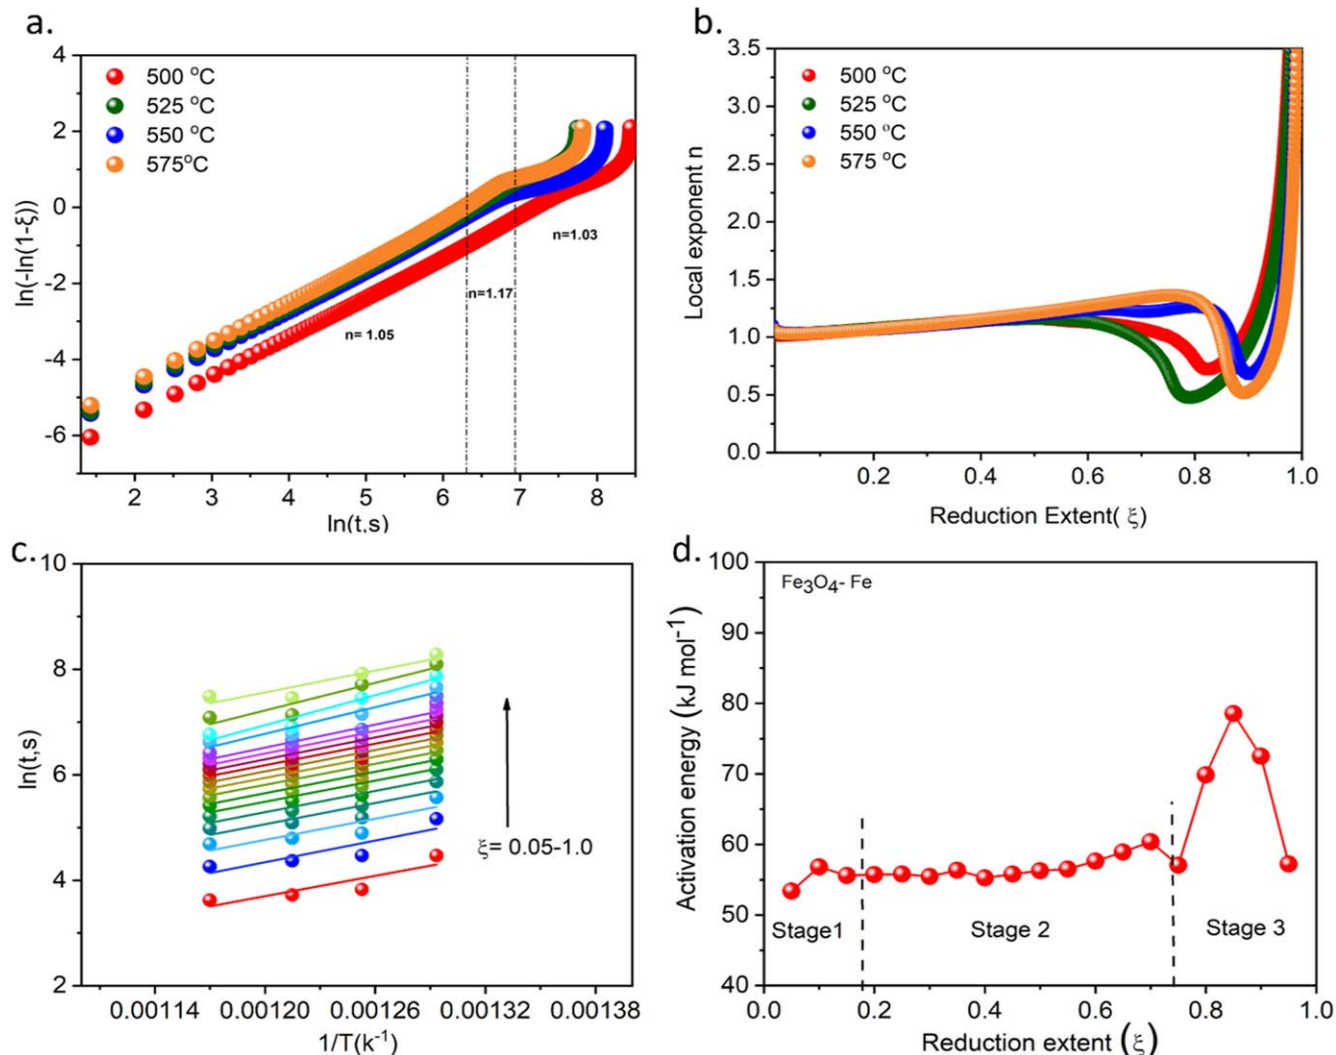 a.
4
2
0
-2
-4
-6
ln(-ln(1-ξ))
500 °C
525 °C
550 °C
575°C
n= 1.05
n=1.17
n=1.03
2 3 4 5 6 7 8
ln(t,s)
b.
3.5
3.0
2.5
2.0
1.5
1.0
0.5
0.0
Local exponent n
500 °C
525 °C
550 °C
575 °C
0.2 0.4 0.6 0.8 1.0
Reduction Extent( ξ)
c.
10
8
6
4
2
ln(t,s)
ξ= 0.05-1.0
0.00114 0.00120 0.00126 0.00132 0.00138
1/T(k⁻¹)
d.
100
90
80
70
60
50
40
Activation energy (kJ mol⁻¹)
Fe₃O₄- Fe
Stage1 Stage 2 Stage 3
0.0 0.2 0.4 0.6 0.8 1.0
Reduction extent (ξ)